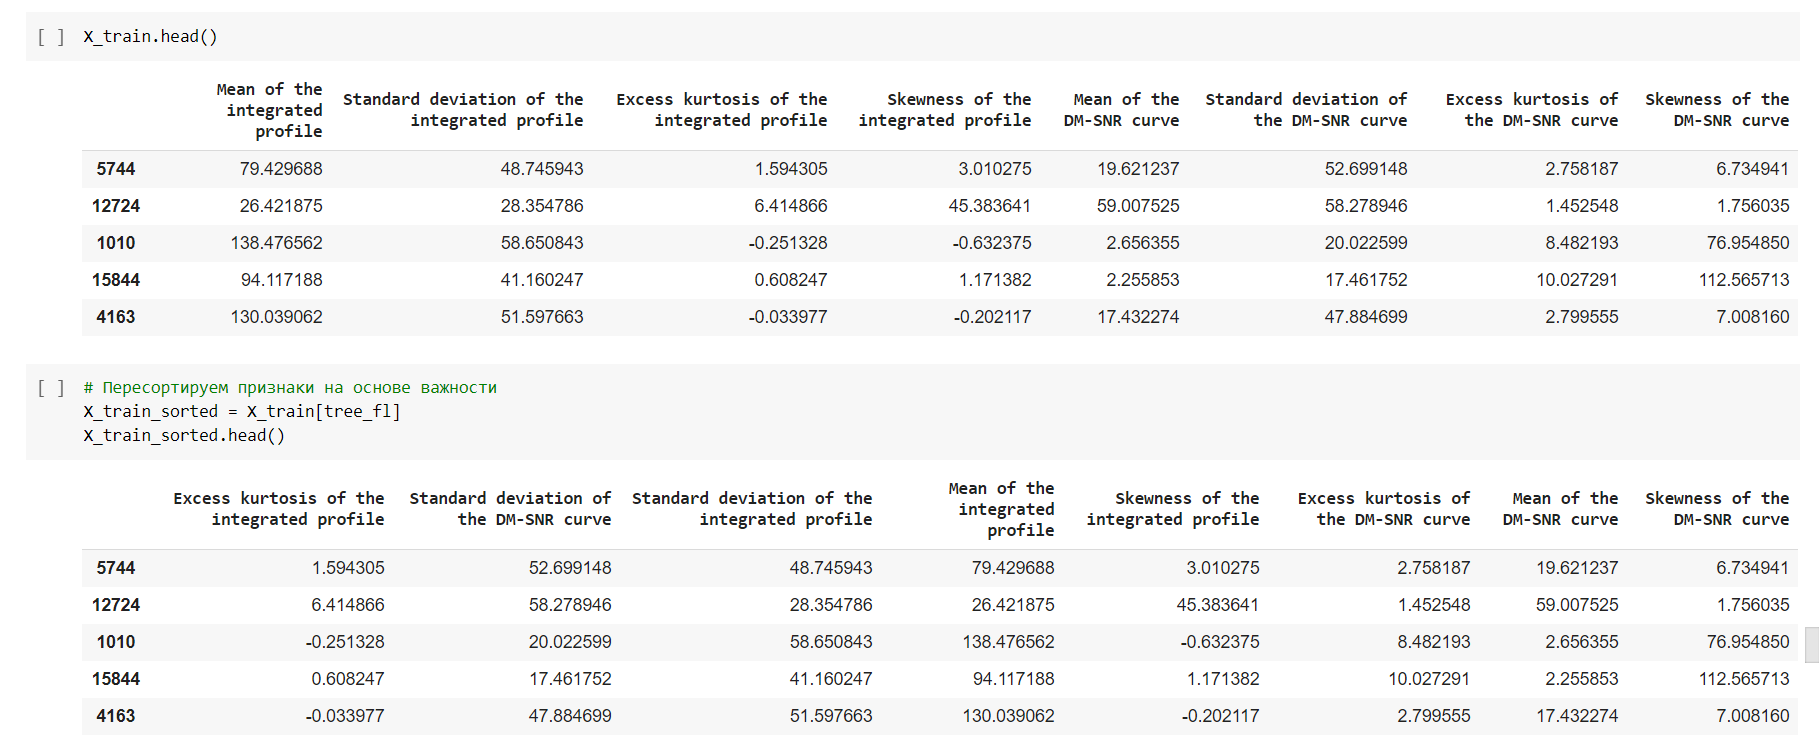 [ ] X_train.head()
Mean of the integrated profile Standard deviation of the integrated profile Excess kurtosis of the integrated profile Skewness of the integrated profile Mean of the DM-SNR curve Standard deviation of the DM-SNR curve Excess kurtosis of the DM-SNR curve Skewness of the DM-SNR curve
5744 79.429688 48.745943 1.594305 3.010275 19.621237 52.699148 2.758187 6.734941
12724 26.421875 28.354786 6.414866 45.383641 59.007525 58.278946 1.452548 1.756035
1010 138.476562 58.650843 -0.251328 -0.632375 2.656355 20.022599 8.482193 76.954850
15844 94.117188 41.160247 0.608247 1.171382 2.255853 17.461752 10.027291 112.565713
4163 130.039062 51.597663 -0.033977 -0.202117 17.432274 47.884699 2.799555 7.008160
[ ] # Пересортируем признаки на основе важности
X_train_sorted = X_train[tree_fl]
X_train_sorted.head()
Excess kurtosis of the integrated profile Standard deviation of the DM-SNR curve Standard deviation of the integrated profile Mean of the integrated profile Skewness of the integrated profile Excess kurtosis of the DM-SNR curve Mean of the DM-SNR curve Skewness of the DM-SNR curve
5744 1.594305 52.699148 48.745943 79.429688 3.010275 2.758187 19.621237 6.734941
12724 6.414866 58.278946 28.354786 26.421875 45.383641 1.452548 59.007525 1.756035
1010 -0.251328 20.022599 58.650843 138.476562 -0.632375 8.482193 2.656355 76.954850
15844 0.608247 17.461752 41.160247 94.117188 1.171382 10.027291 2.255853 112.565713
4163 -0.033977 47.884699 51.597663 130.039062 -0.202117 2.799555 17.432274 7.008160